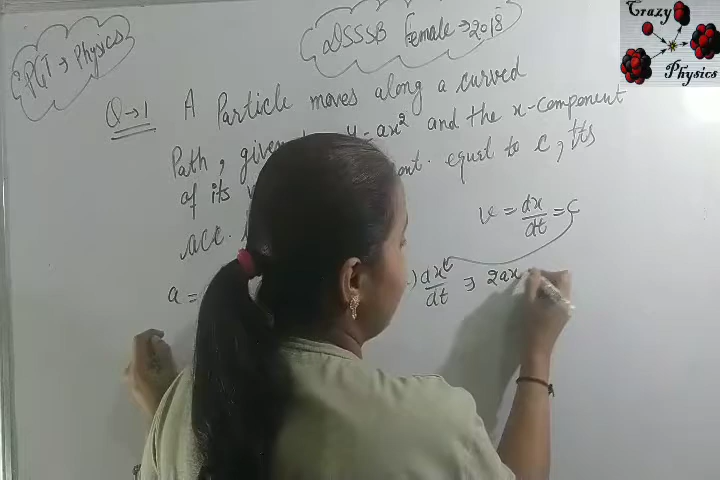 PGT → Physics
DSSSB Female → 2018
Crazy Physics
Q → 1 A Particle moves along a curved
Path, given y = ax² and the x-component
of its equal to c, its
acc.
v = dx/dt = c
a = ) dx/dt ⇒ 2ax